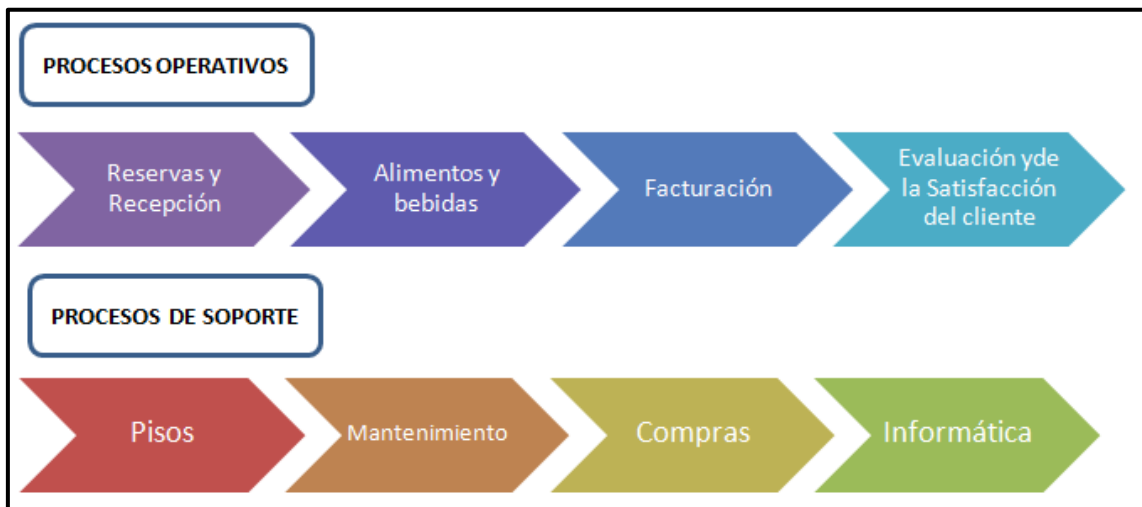 PROCESOS OPERATIVOS
Reservas y
Recepción
Alimentos y
bebidas
Facturación
Evaluación yde
la Satisfacción
del cliente
PROCESOS DE SOPORTE
Pisos
Mantenimiento
Compras
Informática